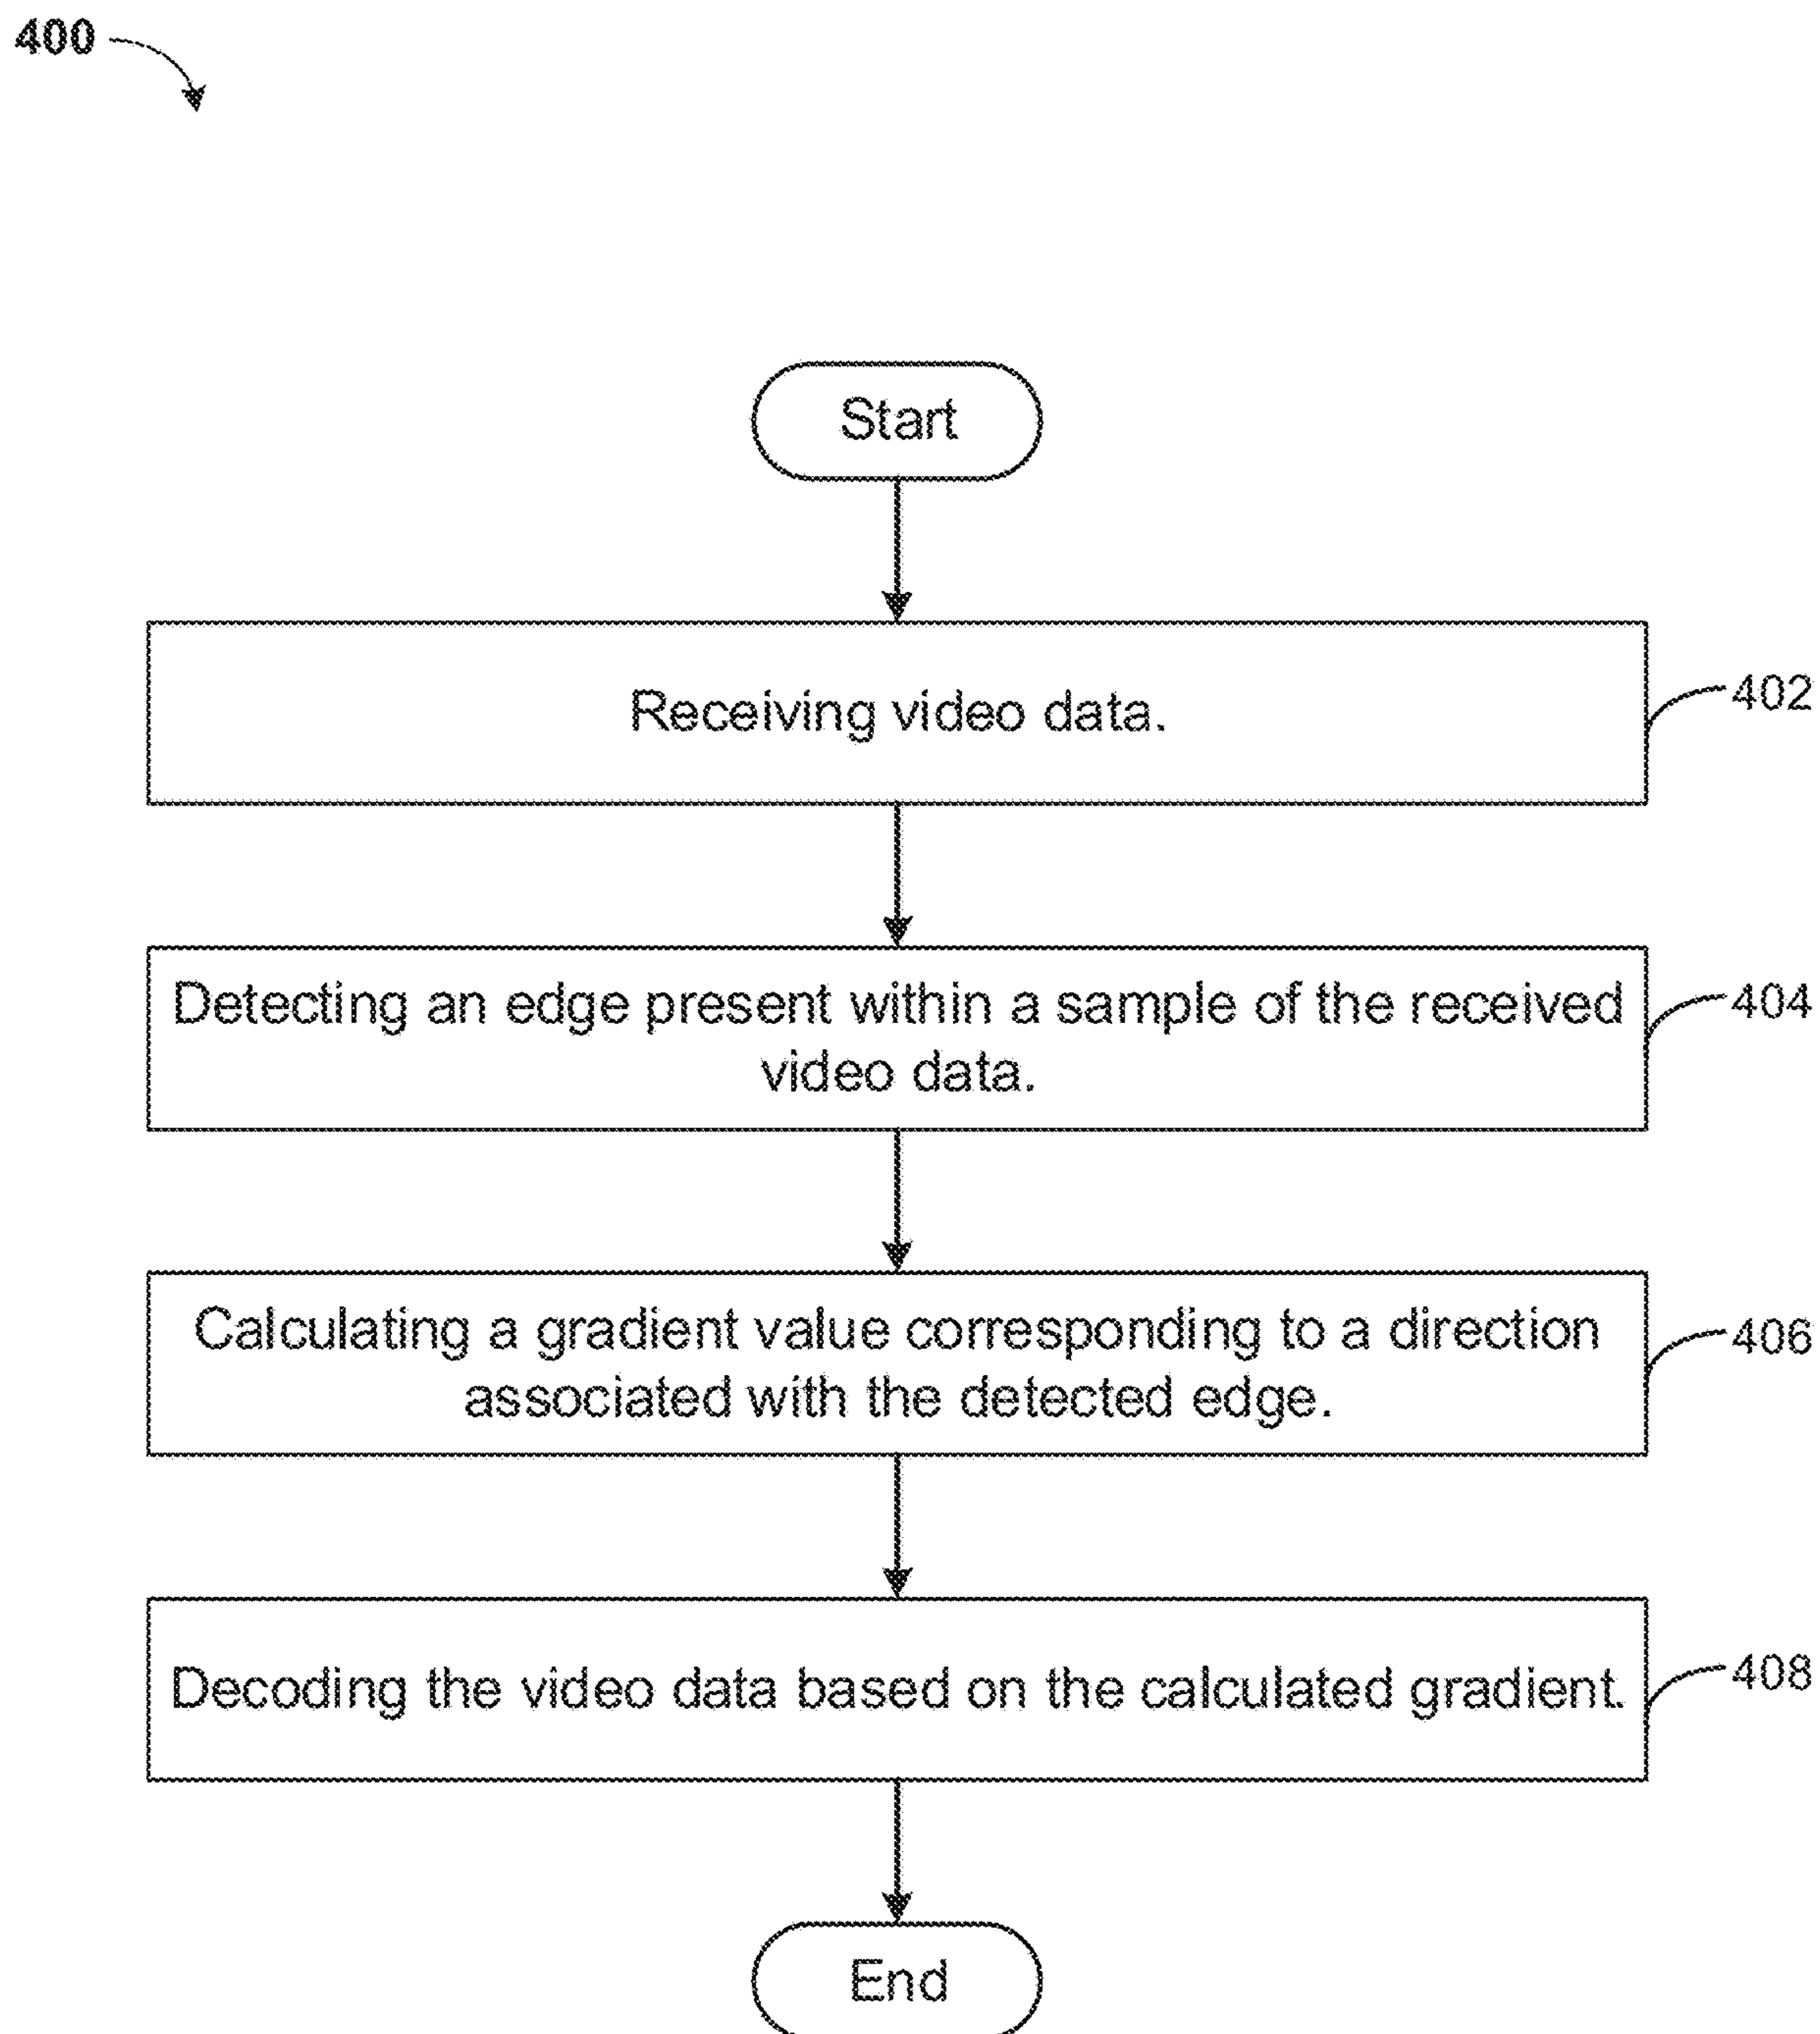 400
Start
Receiving video data.
402
Detecting an edge present within a sample of the received
video data.
404
Calculating a gradient value corresponding to a direction
associated with the detected edge.
406
Decoding the video data based on the calculated gradient.
408
End